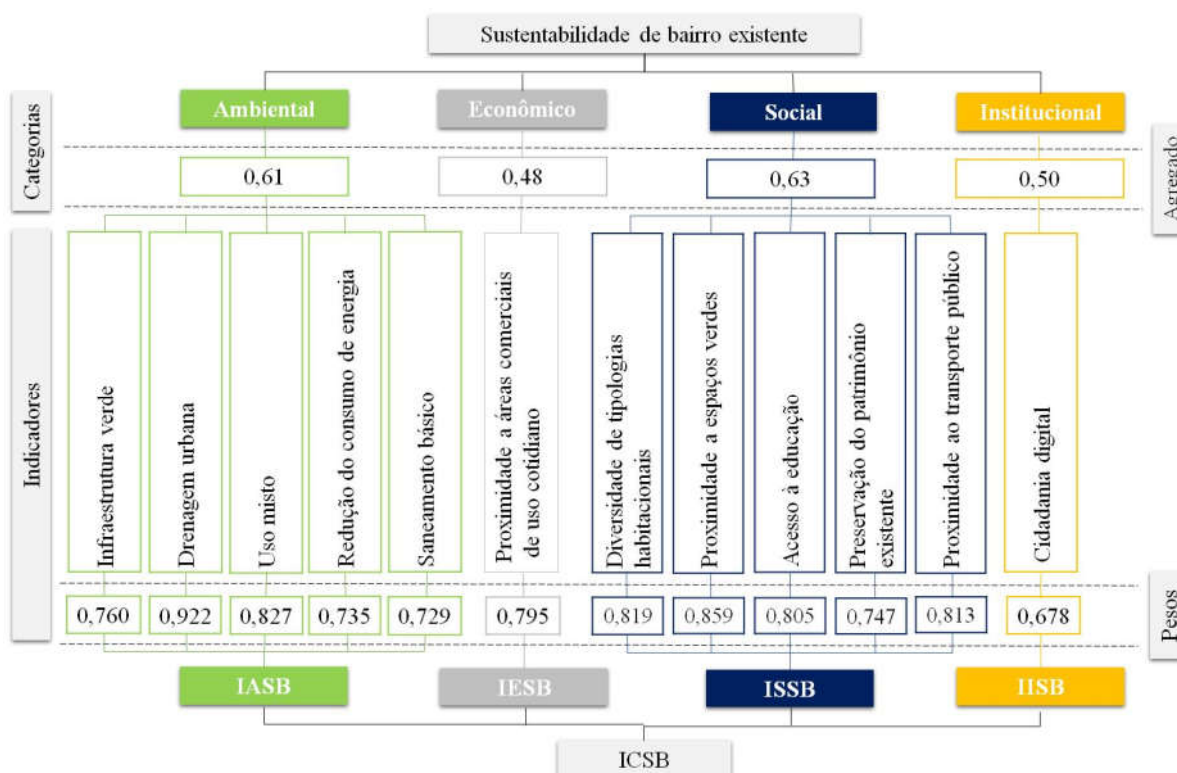 Sustentabilidade de bairro existente
Categorias
Ambiental
Econômico
Social
Institucional
Agregado
0,61
0,48
0,63
0,50
Indicadores
Infraestrutura verde
Drenagem urbana
Uso misto
Redução do consumo de energia
Saneamento básico
Proximidade a áreas comerciais
de uso cotidiano
Diversidade de tipologias
habitacionais
Proximidade a espaços verdes
Acesso à educação
Preservação do patrimônio
existente
Proximidade ao transporte público
Cidadania digital
Pesos
0,760
0,922
0,827
0,735
0,729
0,795
0,819
0,859
0,805
0,747
0,813
0,678
IASB
IESB
ISSB
IISB
ICSB